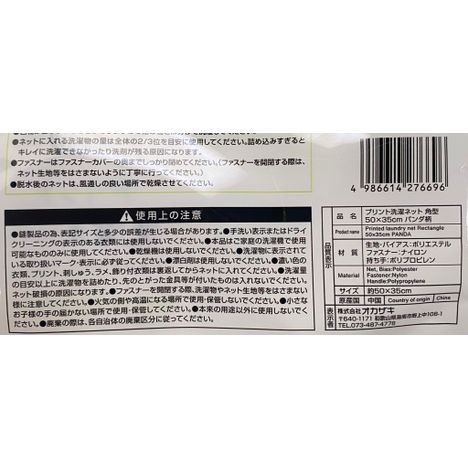 ●ネットに入れる洗濯物の量は全体の2/3位を目安に使用してください。詰め込みすぎると
キレイに洗濯できなかったり洗剤が残る原因になります。
●ファスナーはファスナーカバーの奥までしっかり閉めてください。(ファスナーを開閉する際は、
ネット生地等をはさまないように丁寧に行ってください。)
●脱水後のネットは、風通しの良い場所で乾燥させてください。
4 986614 276696
使用上の注意
●縫製品の為、表記サイズと多少の誤差が生じる場合があります。●手洗い表示またはドライ
クリーニングの表示のある衣類には使用しないでください。●本品はご家庭の洗濯機で使用
可能なもののみに使用してください。●乾燥機は使用しないでください。●洗濯物に表示されて
いる取り扱いマーク・表示に必ず従ってください。●漂白剤は使用しないでください。●濃い色の
衣類、プリント、刺しゅう、ラメ、飾り付き衣類は裏返してからネットに入れてください。●洗濯量
の目安以上に洗濯物を詰めたり、先のとがった金具等が付いたものは入れないでください。
ネット破損の原因になります。●ファスナーを開閉する際、洗濯物やネット生地等をはさまない
でください。●火気の側や高温になる場所で使用・保管しないでください。●小さな
お子様の手の届く場所で使用・保管しないでください。●本来の用途以外に使用しない
でください。●廃棄の際は、各自治体の廃棄区分に従ってください。
品質表示
品名 プリント洗濯ネット 角型
50×35cm パンダ柄
Product name Printed laundry net Rectangle
50x35cm PANDA
材質 生地・バイアス:ポリエステル
ファスナー:ナイロン
持ち手:ポリプロピレン
Material Net, Bias:Polyester
Fastener:Nylon
Handle:Polypropylene
サイズ 約50×35cm
原産国 中国 Country of origin China
表示者 株式会社オカザキ
〒640-1171 和歌山県海南市椋木中108-1
TEL.073-487-4778